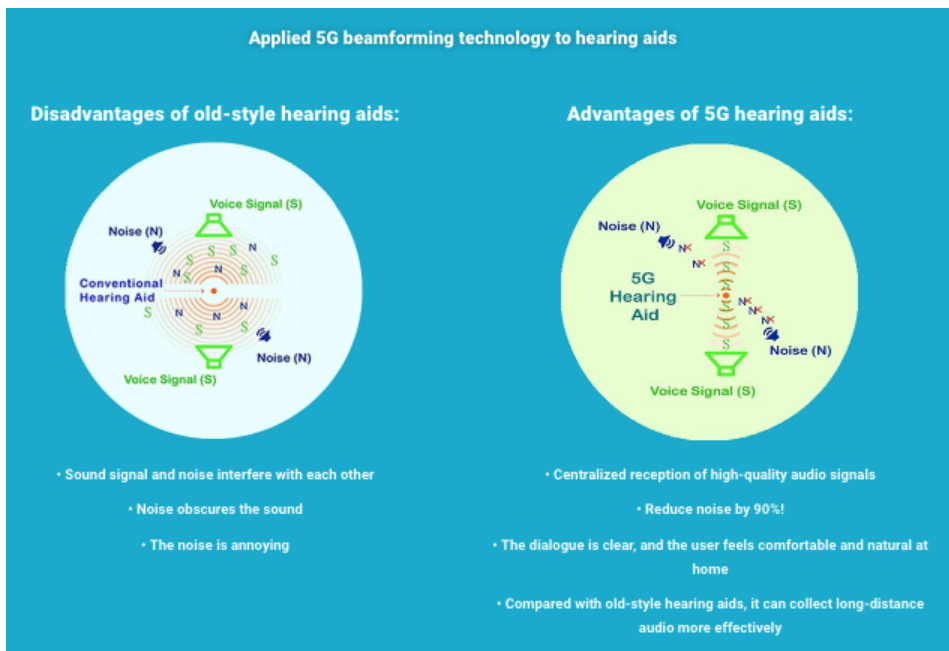 Applied 5G beamforming technology to hearing aids
Disadvantages of old-style hearing aids:
Voice Signal (S)
Noise (N)
S
S
S
N
S
S
N
N
S
S
Conventional
Hearing Aid
S
N
N
N
S
S
Noise (N)
Voice Signal (S)
• Sound signal and noise interfere with each other
• Noise obscures the sound
• The noise is annoying
Advantages of 5G hearing aids:
Voice Signal (S)
Noise (N)
N
N
S
S
S
5G
Hearing
Aid
S
S
S
N
N
N
Noise (N)
Voice Signal (S)
• Centralized reception of high-quality audio signals
• Reduce noise by 90%!
• The dialogue is clear, and the user feels comfortable and natural at
home
• Compared with old-style hearing aids, it can collect long-distance
audio more effectively